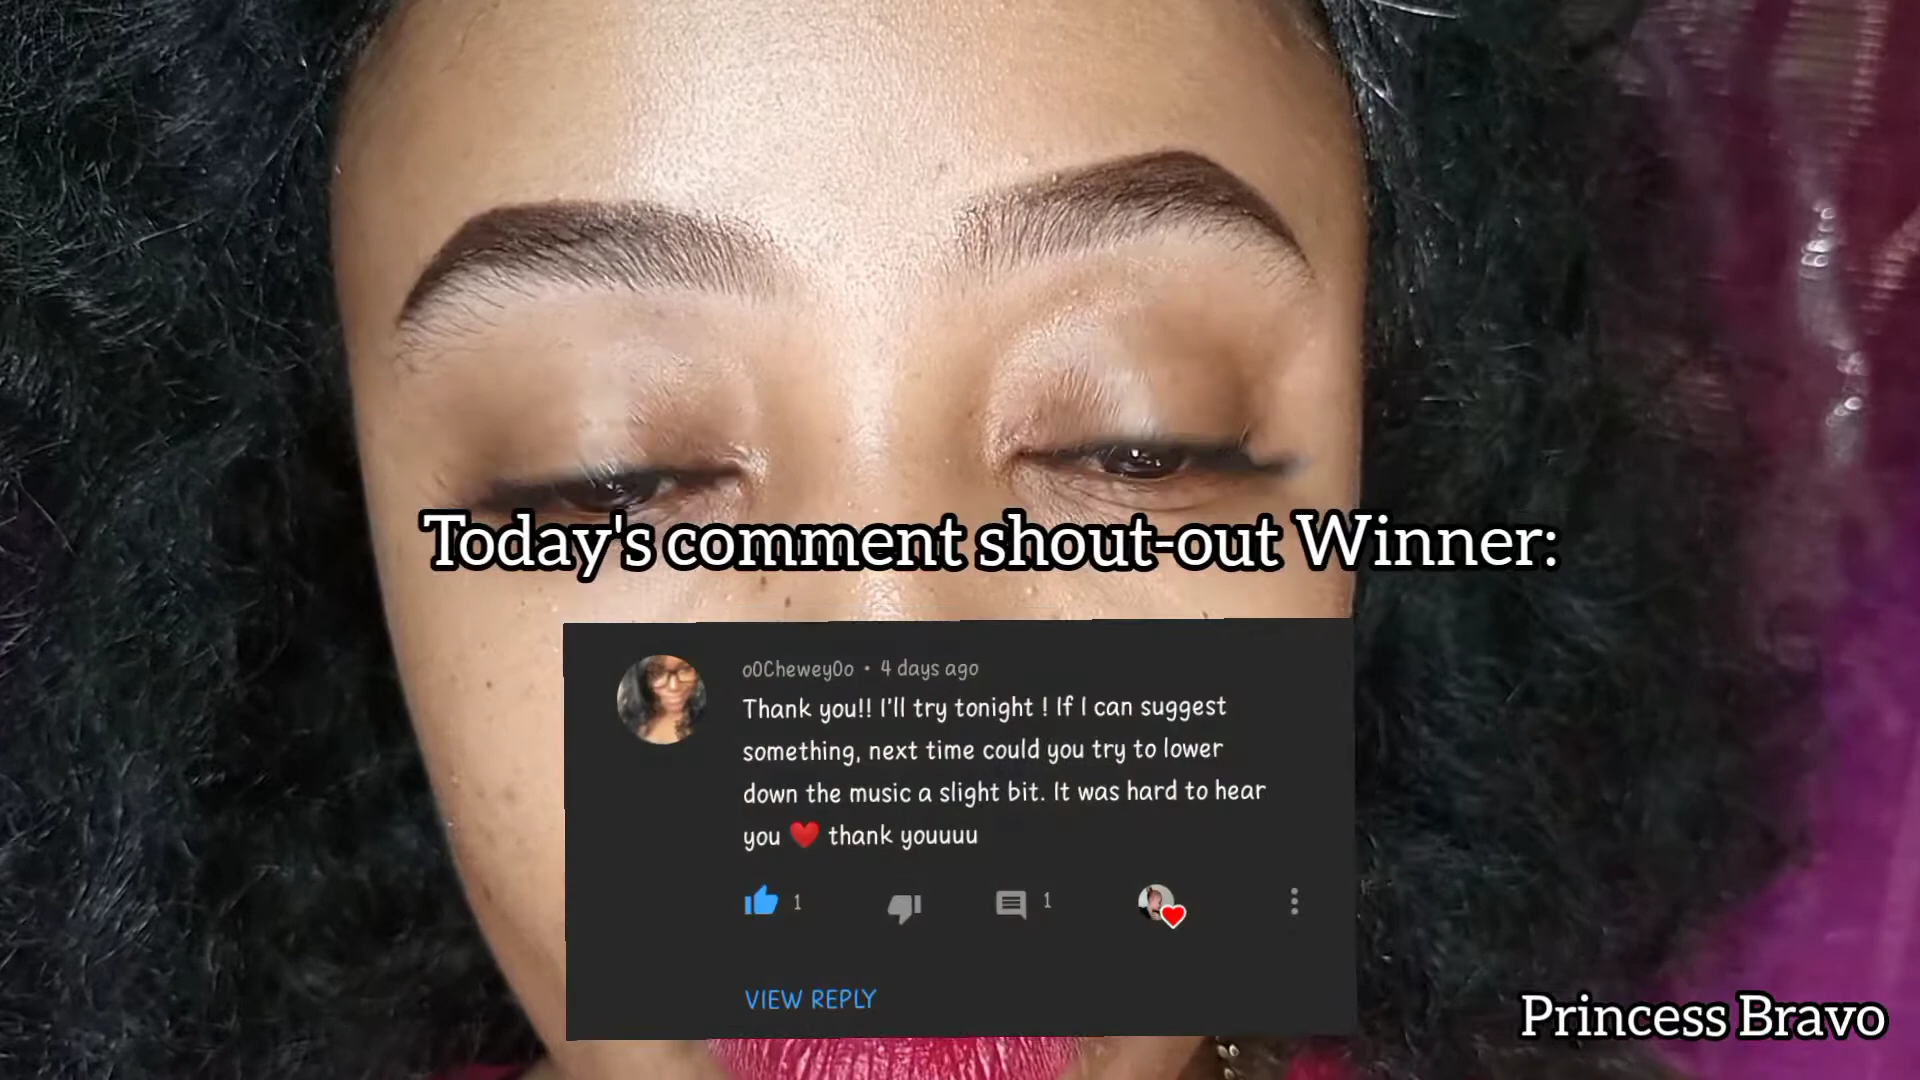 Today's comment shout-out Winner:
o0Chewey0o • 4 days ago
Thank you!! I'll try tonight ! If I can suggest
something, next time could you try to lower
down the music a slight bit. It was hard to hear
you ❤️ thank youuuu
1
1
VIEW REPLY
Princess Bravo